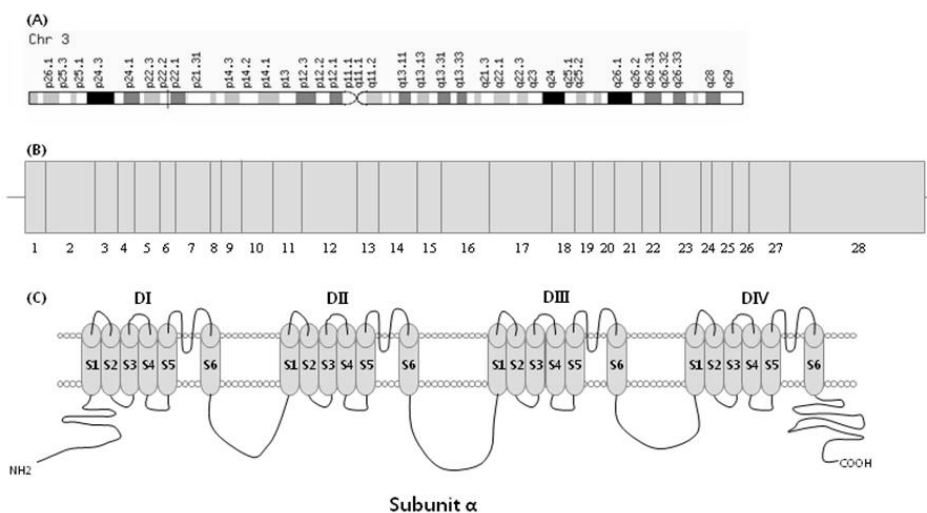 (A)
Chr 3
p26.1 p25.3 p25.1 p24.3 p24.1 p22.3 p22.2 p22.1 p21.31 p14.3 p14.2 p14.1 p13 p12.3 p12.2 p12.1 p11.1 q11.1 q11.2 q13.11 q13.13 q13.31 q13.33 q21.3 q22.1 q22.3 q23 q24 q25.1 q25.2 q26.1 q26.2 q26.31 q26.32 q26.33 q28 q29
(B)
1 2 3 4 5 6 7 8 9 10 11 12 13 14 15 16 17 18 19 20 21 22 23 24 25 26 27 28
(C) DI DII DIII DIV
S1 S2 S3 S4 S5 S6 S1 S2 S3 S4 S5 S6 S1 S2 S3 S4 S5 S6 S1 S2 S3 S4 S5 S6
NH2 COOH
Subunit α